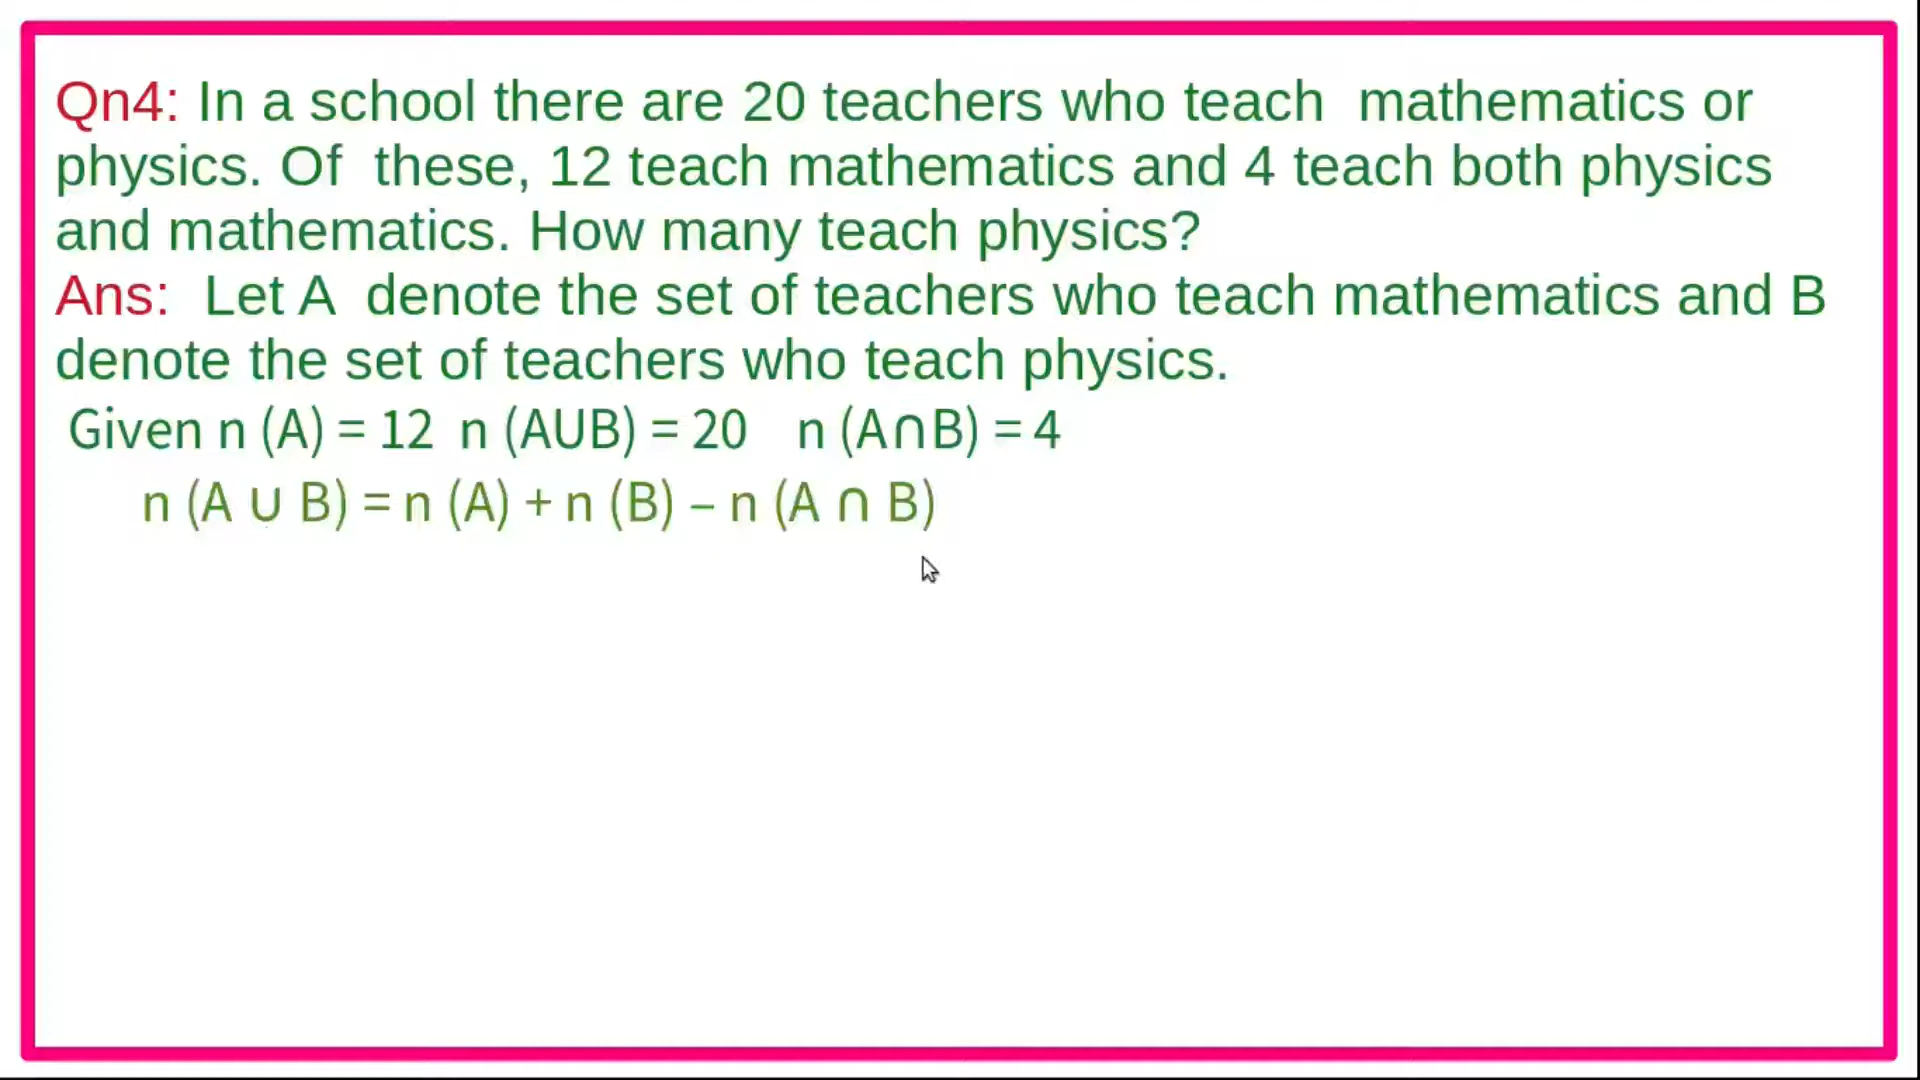 Qn4: In a school there are 20 teachers who teach mathematics or
physics. Of these, 12 teach mathematics and 4 teach both physics
and mathematics. How many teach physics?
Ans: Let A denote the set of teachers who teach mathematics and B
denote the set of teachers who teach physics.
Given n (A) = 12 n (AUB) = 20 n (A∩B) = 4
n (A ∪ B) = n (A) + n (B) – n (A ∩ B)